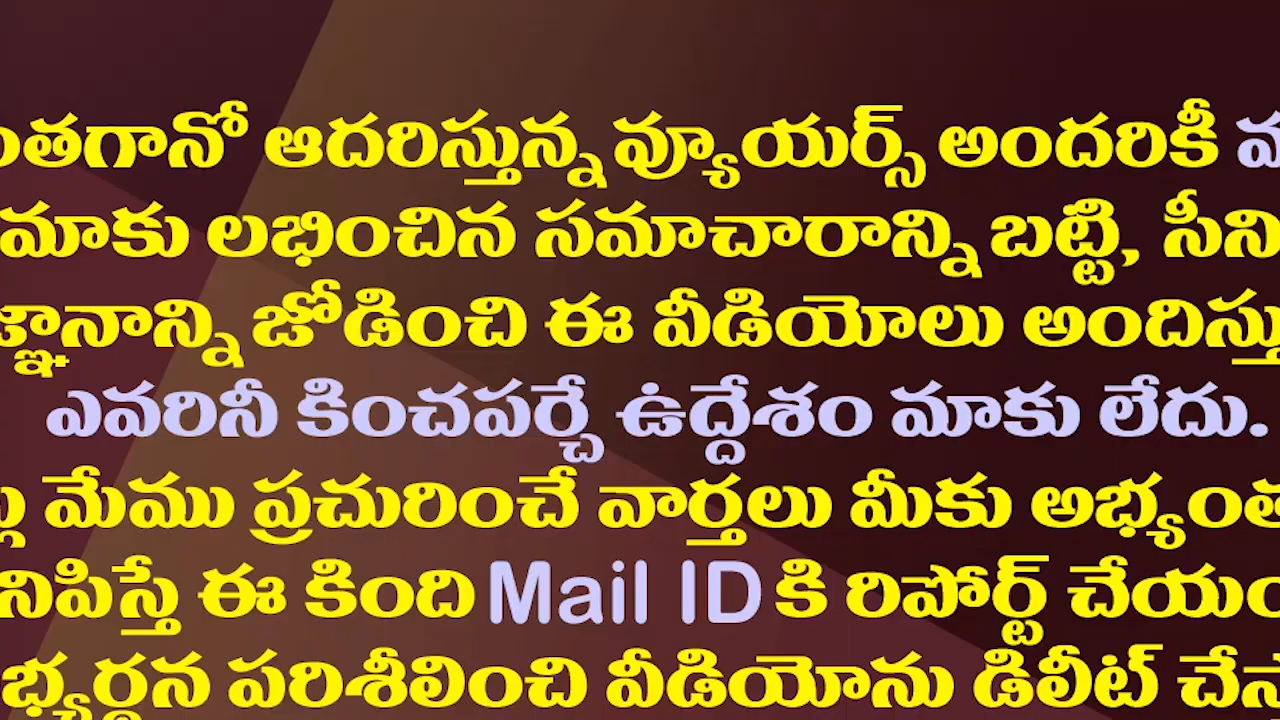 ఆదరిస్తున్న వ్యూయర్స్ అందరికీ
మాకు లభించిన సమాచారాన్ని బట్టి,
జోడించి ఈ వీడియోలు
ఎవరినీ కించపర్చే ఉద్దేశం మాకు లేదు.
మేము ప్రచురించే వార్తలు మీకు
ఈ కింది Mail ID కి రిపోర్ట్
పరిశీలించి వీడియోను డిలీట్